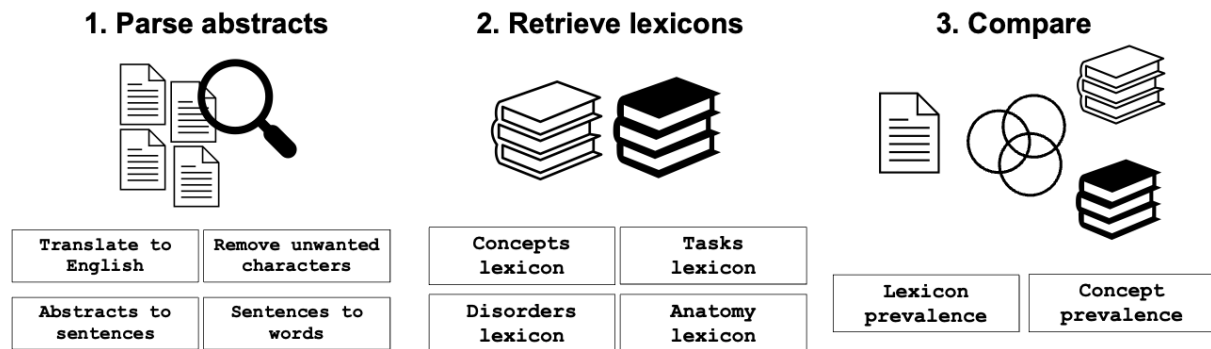 1. Parse abstracts
2. Retrieve lexicons
3. Compare
Translate to
English
Remove unwanted
characters
Abstracts to
sentences
Sentences to
words
Concepts
lexicon
Tasks
lexicon
Disorders
lexicon
Anatomy
lexicon
Lexicon
prevalence
Concept
prevalence